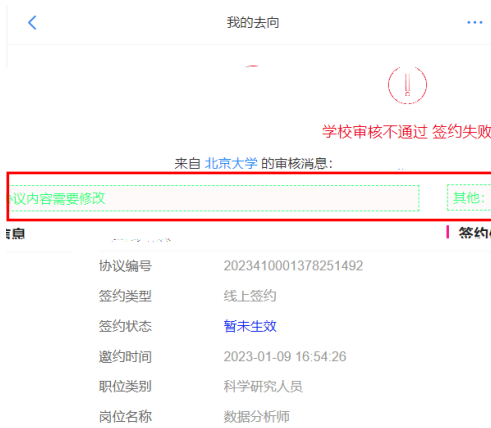 我的去向
学校审核不通过 签约失败
来自 北京大学 的审核消息：
协议内容需要修改 其他：
信息
协议编号 2023410001378251492
签约类型 线上签约
签约状态 暂未生效
邀约时间 2023-01-09 16:54:26
职位类别 科学研究人员
岗位名称 数据分析师